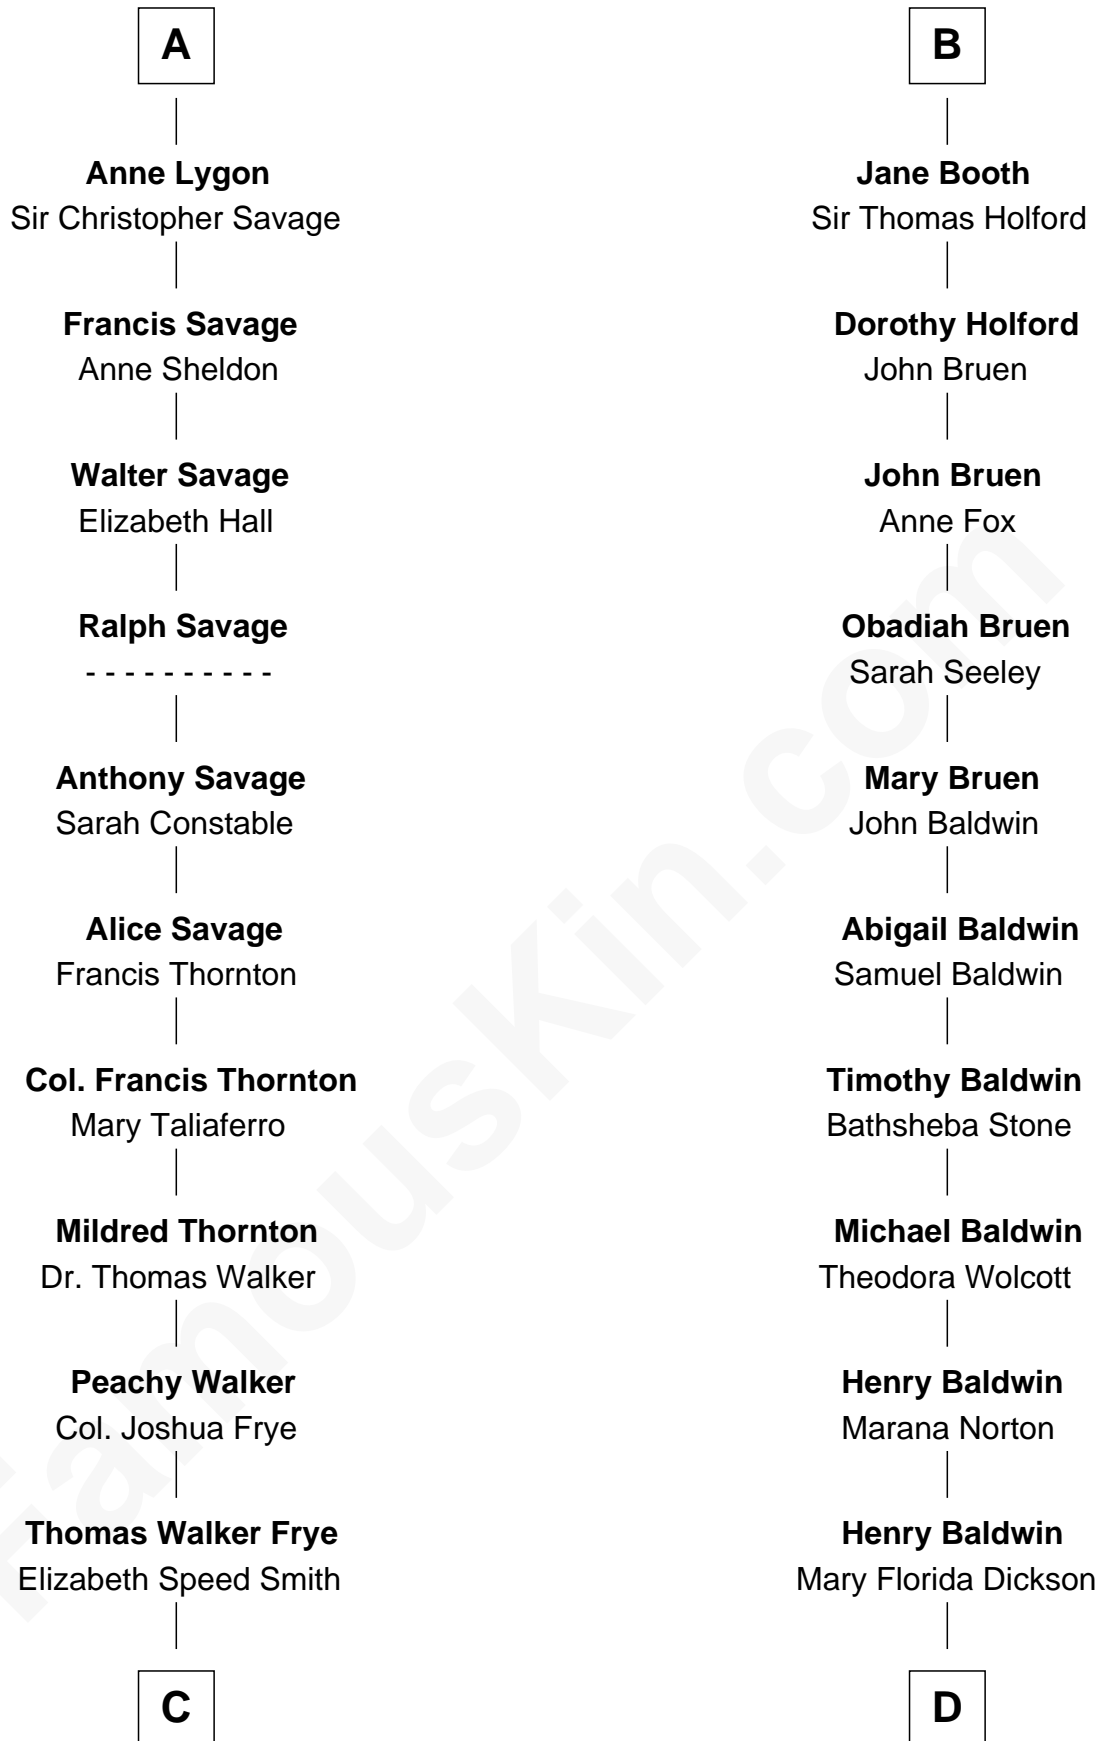 A
Anne Lygon
Sir Christopher Savage
Francis Savage
Anne Sheldon
Walter Savage
Elizabeth Hall
Ralph Savage
- - - - - - - - - -
Anthony Savage
Sarah Constable
Alice Savage
Francis Thornton
Col. Francis Thornton
Mary Taliaferro
Mildred Thornton
Dr. Thomas Walker
Peachy Walker
Col. Joshua Frye
Thomas Walker Frye
Elizabeth Speed Smith
C
B
Jane Booth
Sir Thomas Holford
Dorothy Holford
John Bruen
John Bruen
Anne Fox
Obadiah Bruen
Sarah Seeley
Mary Bruen
John Baldwin
Abigail Baldwin
Samuel Baldwin
Timothy Baldwin
Bathsheba Stone
Michael Baldwin
Theodora Wolcott
Henry Baldwin
Marana Norton
Henry Baldwin
Mary Florida Dickson
D
FamousKin.com